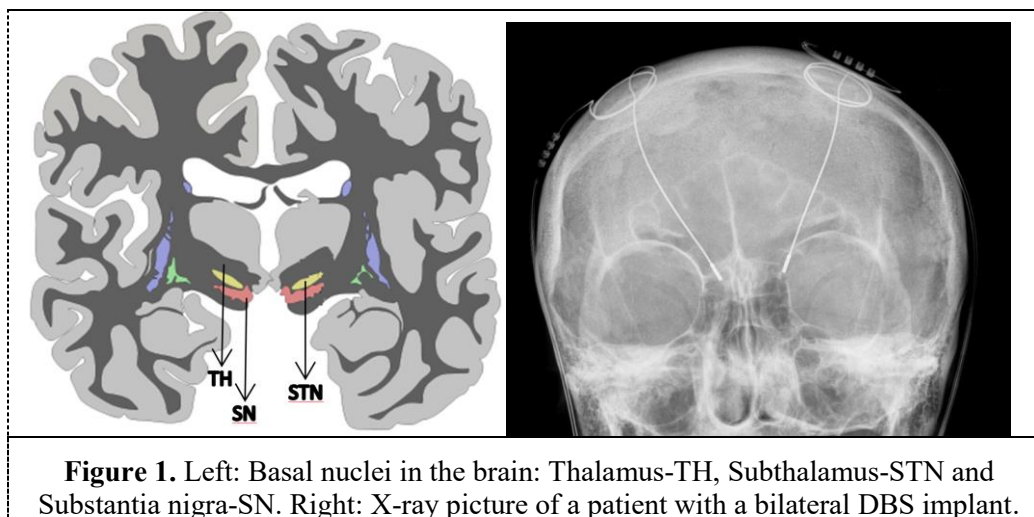 TH
SN
STN
Figure 1. Left: Basal nuclei in the brain: Thalamus-TH, Subthalamus-STN and
Substantia nigra-SN. Right: X-ray picture of a patient with a bilateral DBS implant.